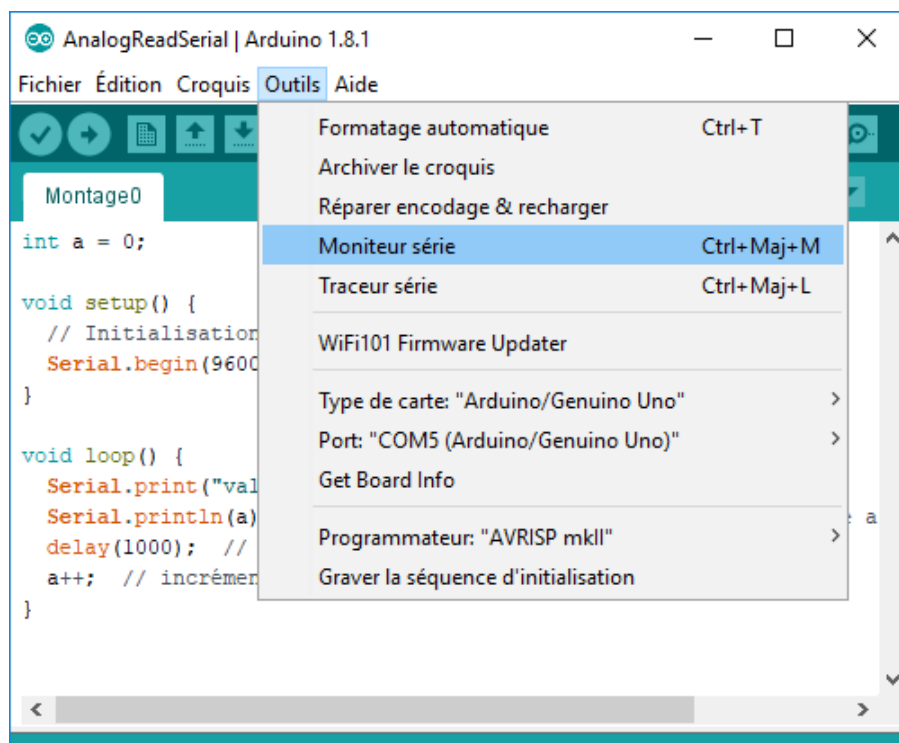 AnalogReadSerial | Arduino 1.8.1
Fichier Édition Croquis Outils Aide
Formatage automatique Ctrl+T
Archiver le croquis
Réparer encodage & recharger
Moniteur série Ctrl+Maj+M
Traceur série Ctrl+Maj+L
WiFi101 Firmware Updater
Type de carte: "Arduino/Genuino Uno"
Port: "COM5 (Arduino/Genuino Uno)"
Get Board Info
Programmateur: "AVRISP mkII"
Graver la séquence d'initialisation
Montage0
int a = 0;
void setup() {
// Initialisation
Serial.begin(9600
}
void loop() {
Serial.print("val
Serial.println(a) : a
delay(1000); //
a++; // incrémen
}